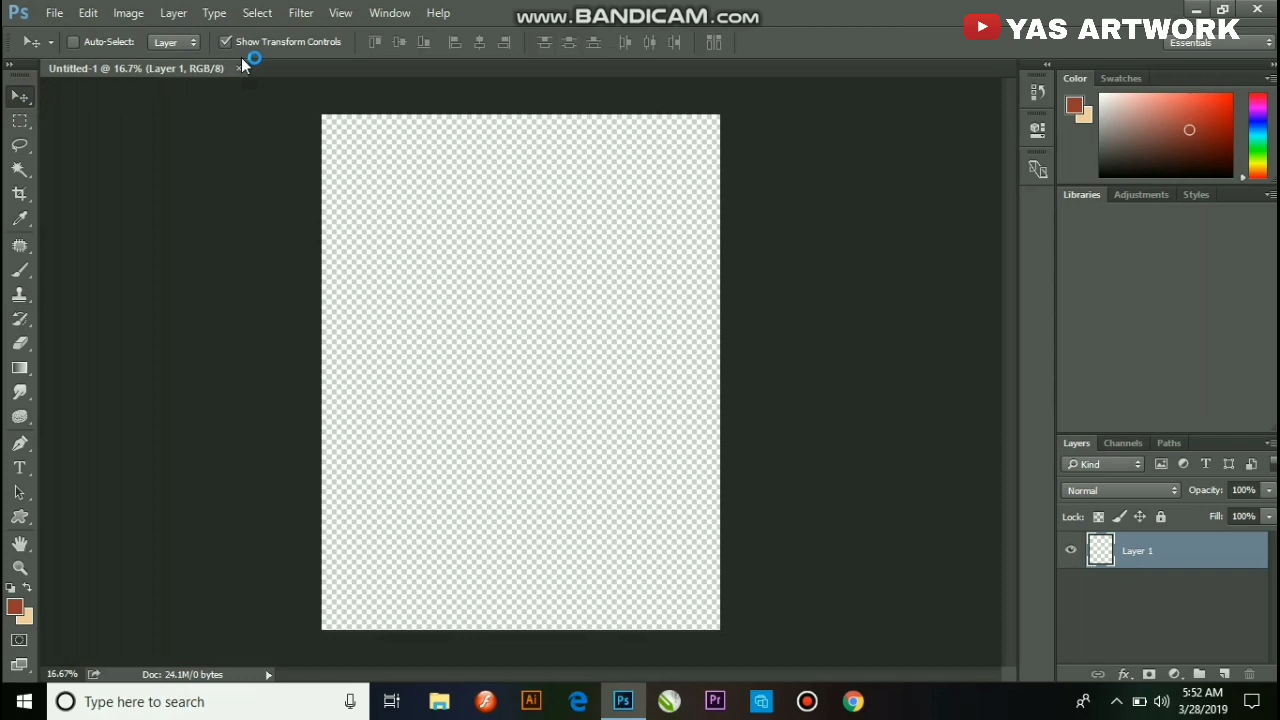 Ps File Edit Image Layer Type Select Filter View Window Help
www.BANDICAM.com
YAS ARTWORK
Auto-Select: Layer Show Transform Controls
Essentials
Untitled-1 @ 16.7% (Layer 1, RGB/8) ×
Color Swatches
Libraries Adjustments Styles
Layers Channels Paths
Kind
Normal Opacity: 100%
Lock: Fill: 100%
Layer 1
16.67% Doc: 24.1M/0 bytes
Type here to search
Ai Ps Pr
5:52 AM
3/28/2019